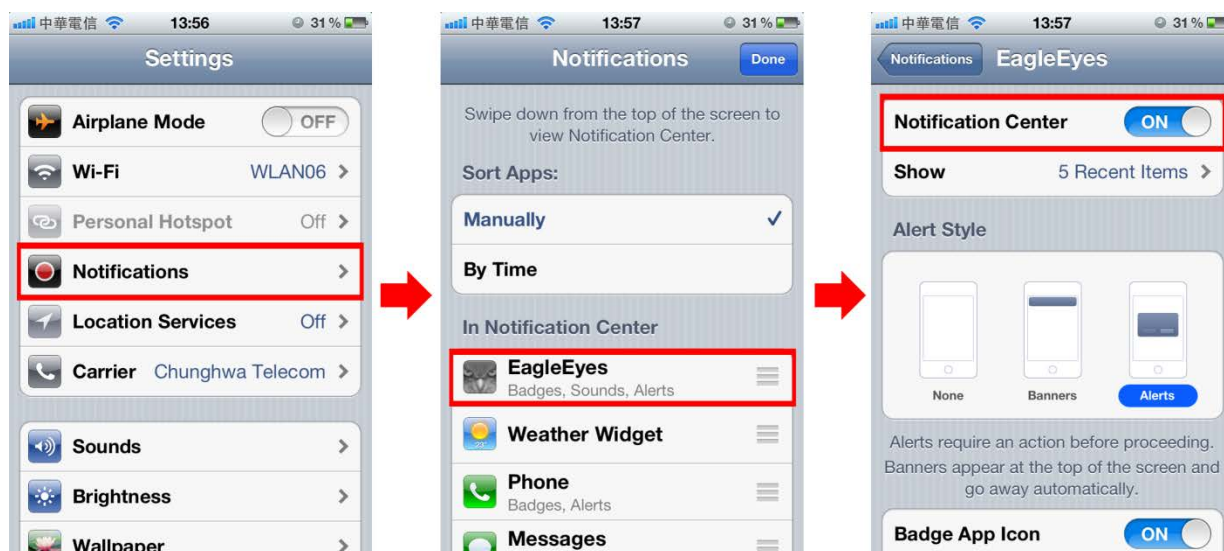 中華電信 13:56 31%
Settings
Airplane Mode OFF
Wi-Fi WLAN06
Personal Hotspot Off
Notifications
Location Services Off
Carrier Chunghwa Telecom
Sounds
Brightness
Wallpaper
中華電信 13:57 31%
Notifications Done
Swipe down from the top of the screen to
view Notification Center.
Sort Apps:
Manually
By Time
In Notification Center
EagleEyes
Badges, Sounds, Alerts
Weather Widget
Phone
Badges, Alerts
Messages
中華電信 13:57 31%
Notifications EagleEyes
Notification Center ON
Show 5 Recent Items
Alert Style
None Banners Alerts
Alerts require an action before proceeding.
Banners appear at the top of the screen and
go away automatically.
Badge App Icon ON